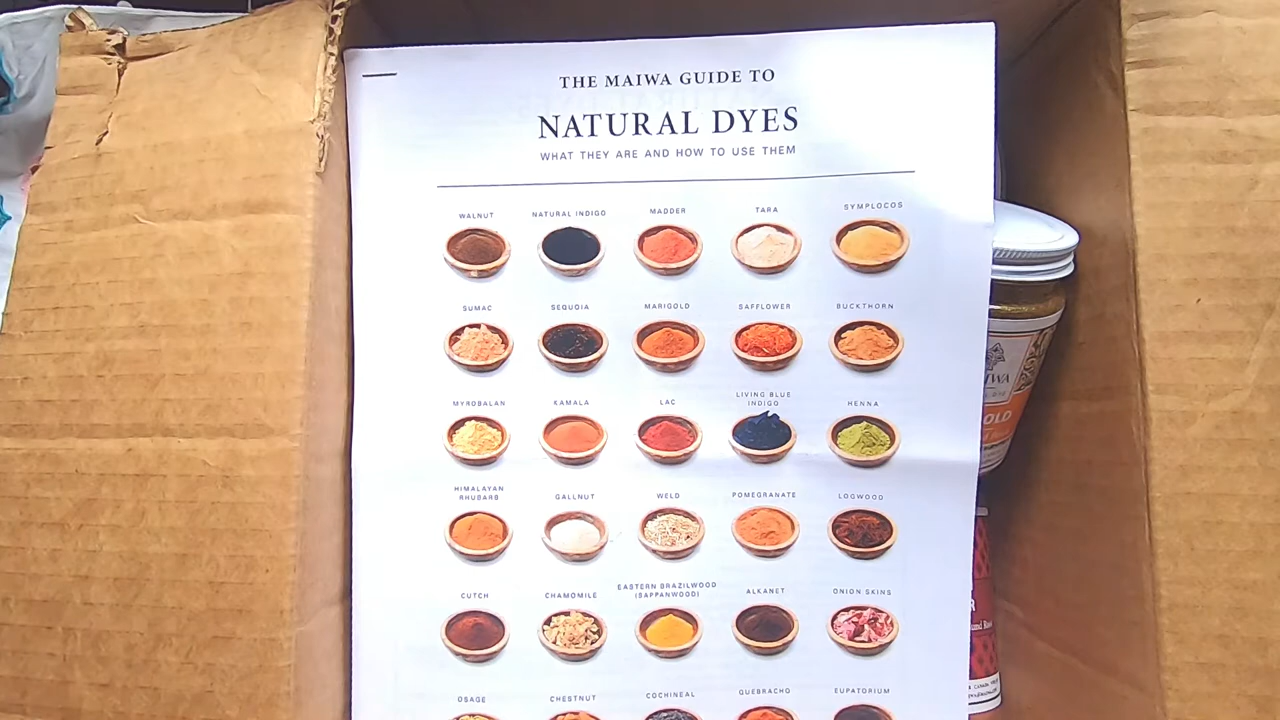 THE MAIWA GUIDE TO
NATURAL DYES
WHAT THEY ARE AND HOW TO USE THEM
WALNUT NATURAL INDIGO MADDER TARA SYMPLOCOS
SUMAC SEQUOIA MARIGOLD SAFFLOWER BUCKTHORN
MYROBALAN KAMALA LAC LIVING BLUE INDIGO HENNA
HIMALAYAN RHUBARB GALLNUT WELD POMEGRANATE LOGWOOD
CUTCH CHAMOMILE EASTERN BRAZILWOOD (SAPPANWOOD) ALKANET ONION SKINS
OSAGE CHESTNUT COCHINEAL QUEBRACHO EUPATORIUM
IWA
OLD
R